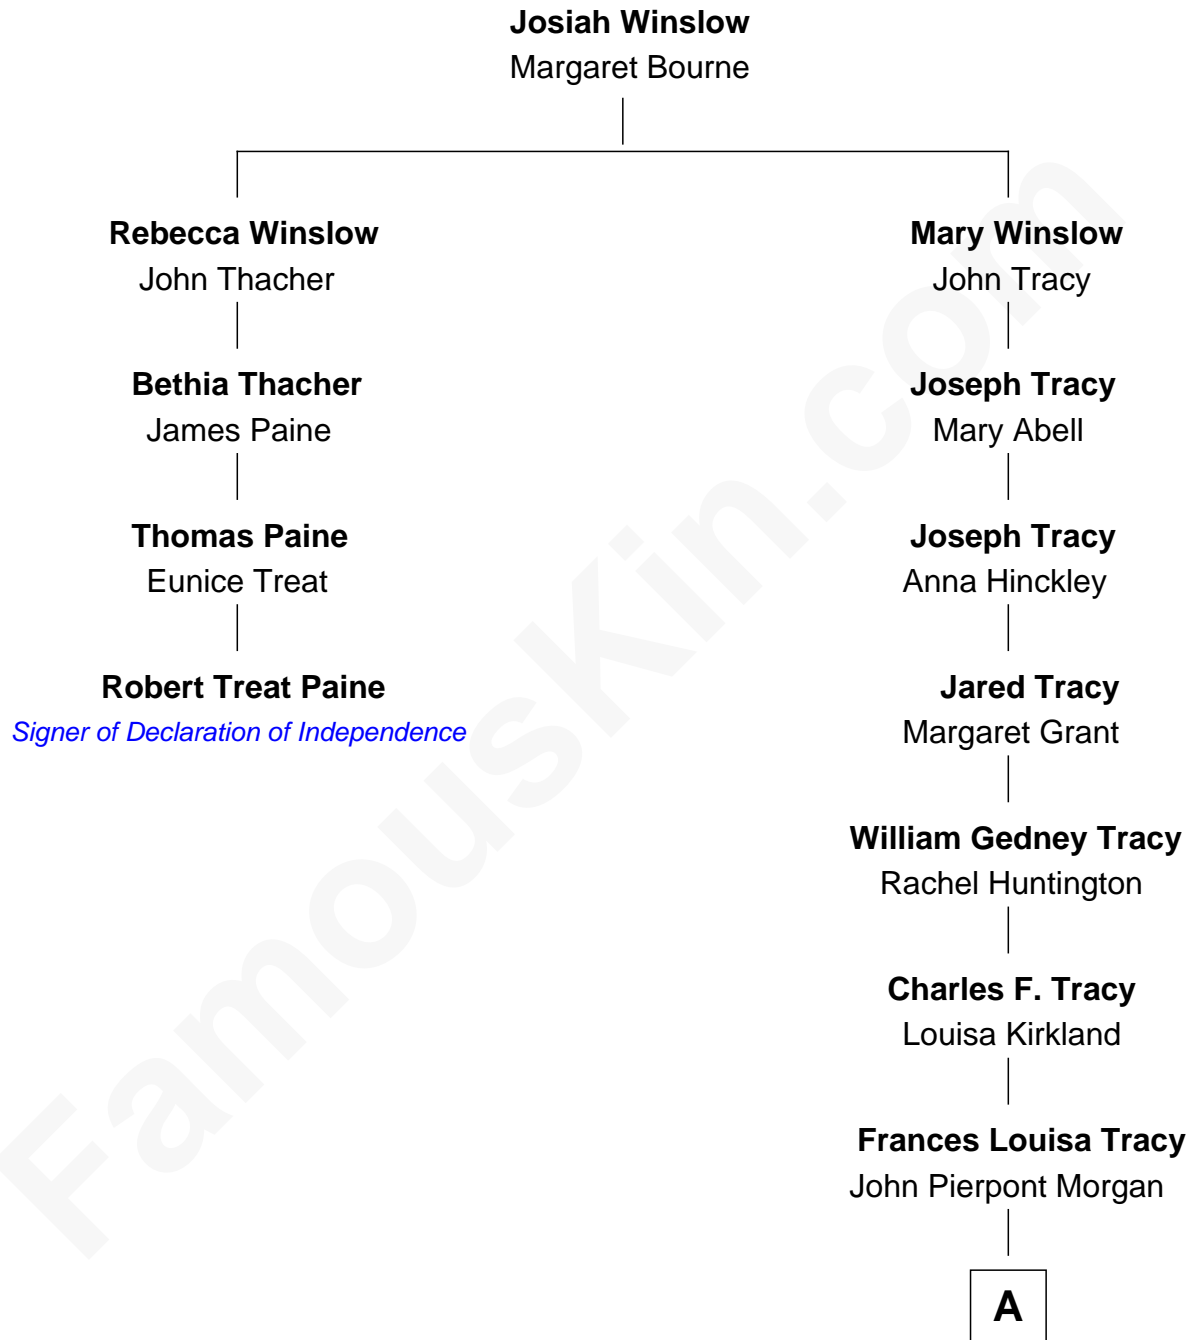 Josiah Winslow
Margaret Bourne
Rebecca Winslow
John Thacher
Bethia Thacher
James Paine
Thomas Paine
Eunice Treat
Robert Treat Paine
Signer of Declaration of Independence
Mary Winslow
John Tracy
Joseph Tracy
Mary Abell
Joseph Tracy
Anna Hinckley
Jared Tracy
Margaret Grant
William Gedney Tracy
Rachel Huntington
Charles F. Tracy
Louisa Kirkland
Frances Louisa Tracy
John Pierpont Morgan
A
FamousKin.com